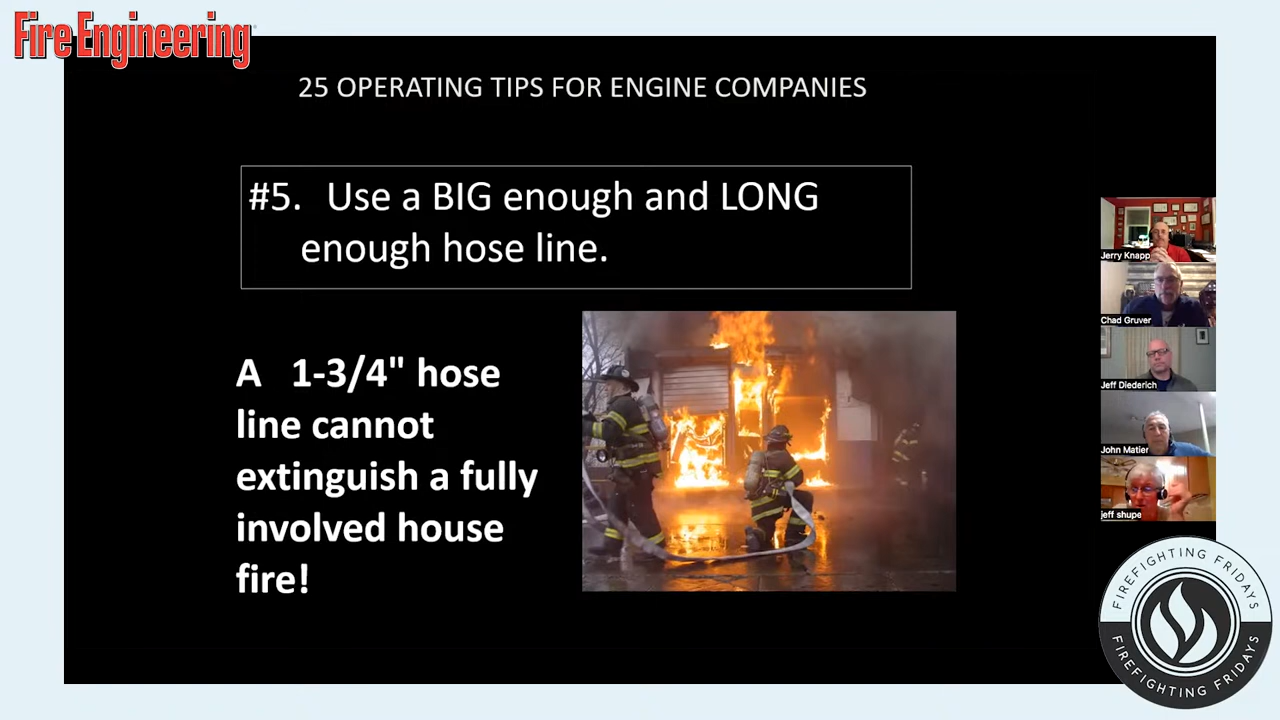 Fire Engineering
25 OPERATING TIPS FOR ENGINE COMPANIES
#5. Use a BIG enough and LONG
enough hose line.
A 1-3/4" hose
line cannot
extinguish a fully
involved house
fire!
Jerry Knapp
Chad Gruver
Jeff Diederich
John Matier
jeff shupe
FIREFIGHTING FRIDAYS
FIREFIGHTING FRIDAYS